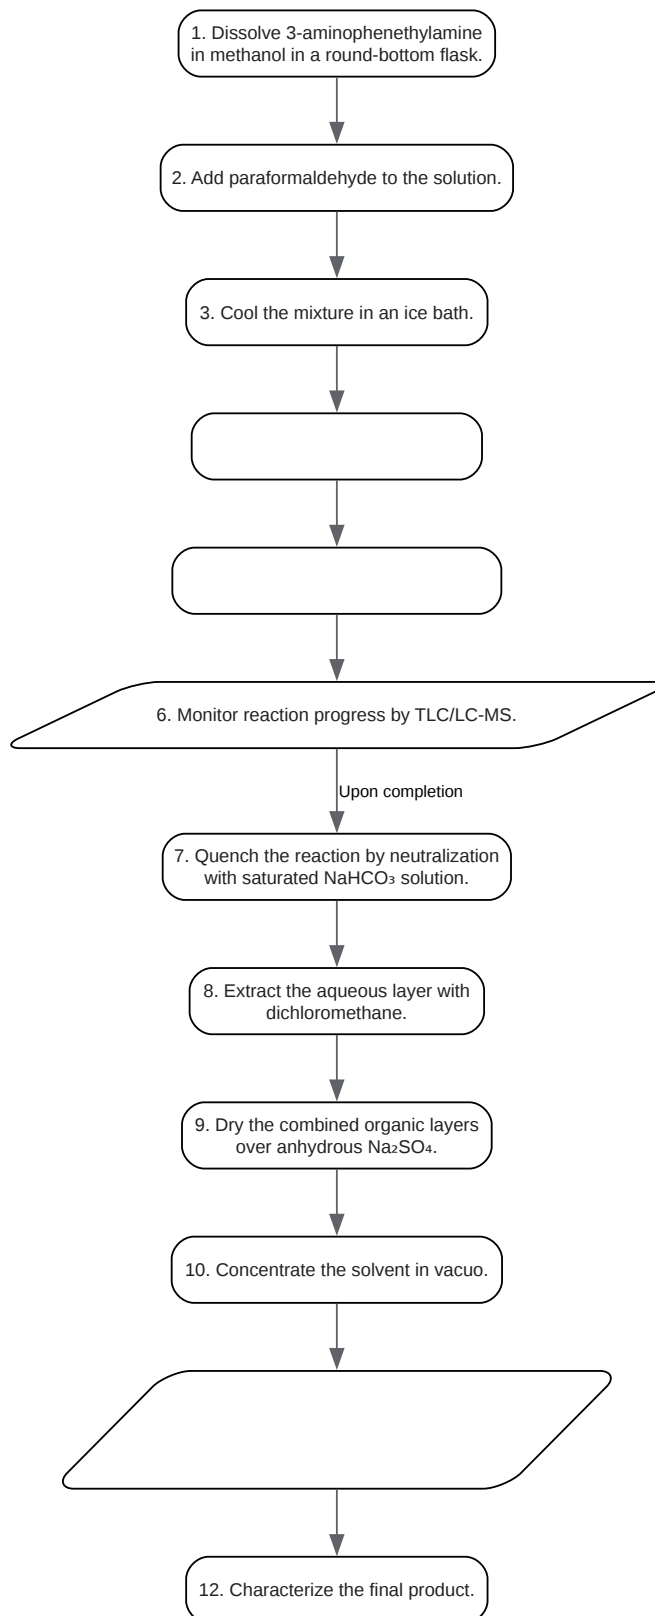 1. Dissolve 3-aminophenethylamine
in methanol in a round-bottom flask.
2. Add paraformaldehyde to the solution.
3. Cool the mixture in an ice bath.
6. Monitor reaction progress by TLC/LC-MS.
Upon completion
7. Quench the reaction by neutralization
with saturated NaHCO₃ solution.
8. Extract the aqueous layer with
dichloromethane.
9. Dry the combined organic layers
over anhydrous Na₂SO₄.
10. Concentrate the solvent in vacuo.
12. Characterize the final product.